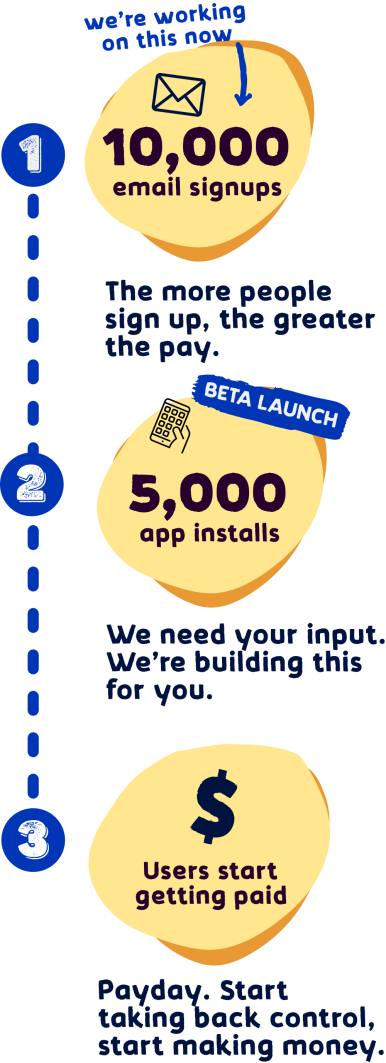 we're working
on this now
1
10,000
email signups
The more people
sign up, the greater
the pay.
BETA LAUNCH
2
5,000
app installs
We need your input.
We're building this
for you.
$
3
Users start
getting paid
Payday. Start
taking back control,
start making money.